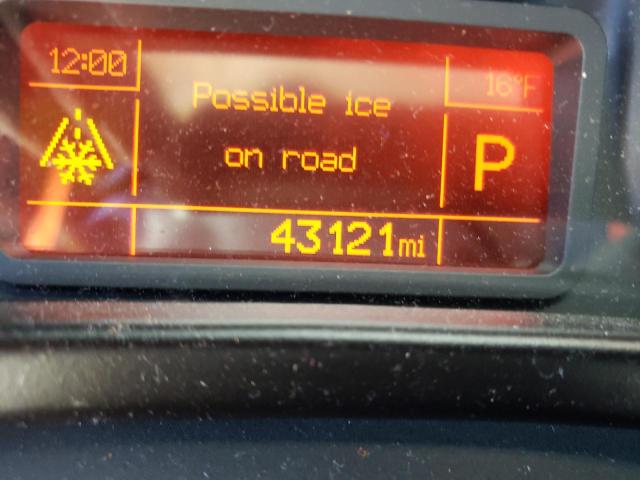 12:00
16°F
Possible ice
on road
P
43121mi